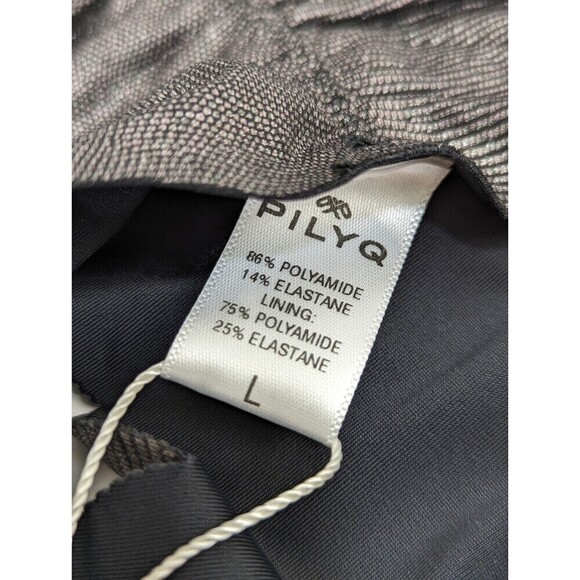 PILYQ
86% POLYAMIDE
14% ELASTANE
LINING:
75% POLYAMIDE
25% ELASTANE
L